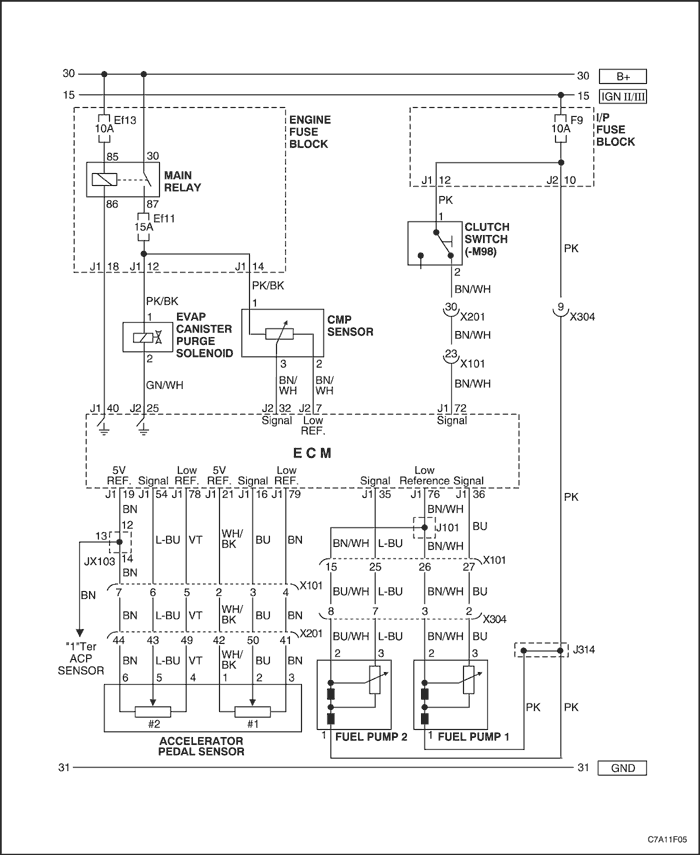 30 30 B+
15 15 IGN II/III
Ef13
10A
ENGINE
FUSE
BLOCK
F9
10A
I/P
FUSE
BLOCK
85 30
MAIN
RELAY
86 87
Ef11
15A
J1 12 J2 10
PK
1
CLUTCH
SWITCH
(-M98)
2
PK
J1 18 J1 12 J1 14
PK/BK
PK/BK
BN/WH
1
EVAP
CANISTER
PURGE
SOLENOID
2
1
CMP
SENSOR
3 2
30 X201
9 X304
BN/WH
23 X101
GN/WH
BN/
WH
BN/
WH
BN/WH
J1 40 J2 25 J2 32 J2 7 J1 72
Signal Low
REF.
Signal
ECM
5V
REF.
Signal
Low
REF.
5V
REF.
Signal
Low
REF.
Signal
Low
Reference
Signal
J1 19 J1 54 J1 78 J1 21 J1 16 J1 79 J1 35 J1 76 J1 36
PK
BN
BN/WH
12
J101
13
JX103
14
L-BU VT WH/
BK
BU BN BN/WH L-BU BN/WH BU
BN
BN
X101
15 25 26 27 X101
7 6 5 2 3 4
BN L-BU VT WH/
BK
BU BN BU/WH L-BU BN/WH BU
8 7 3 2 X304
X201
44 43 49 42 50 41
BU/WH L-BU BN/WH BU
"1"Ter
ACP
SENSOR
BN L-BU VT WH/
BK
BU BN
2 3 2 3
J314
6 5 4 1 2 3
#2 #1
PK PK
1 FUEL PUMP 2 1 FUEL PUMP 1
ACCELERATOR
PEDAL SENSOR
31 31 GND
C7A11F05